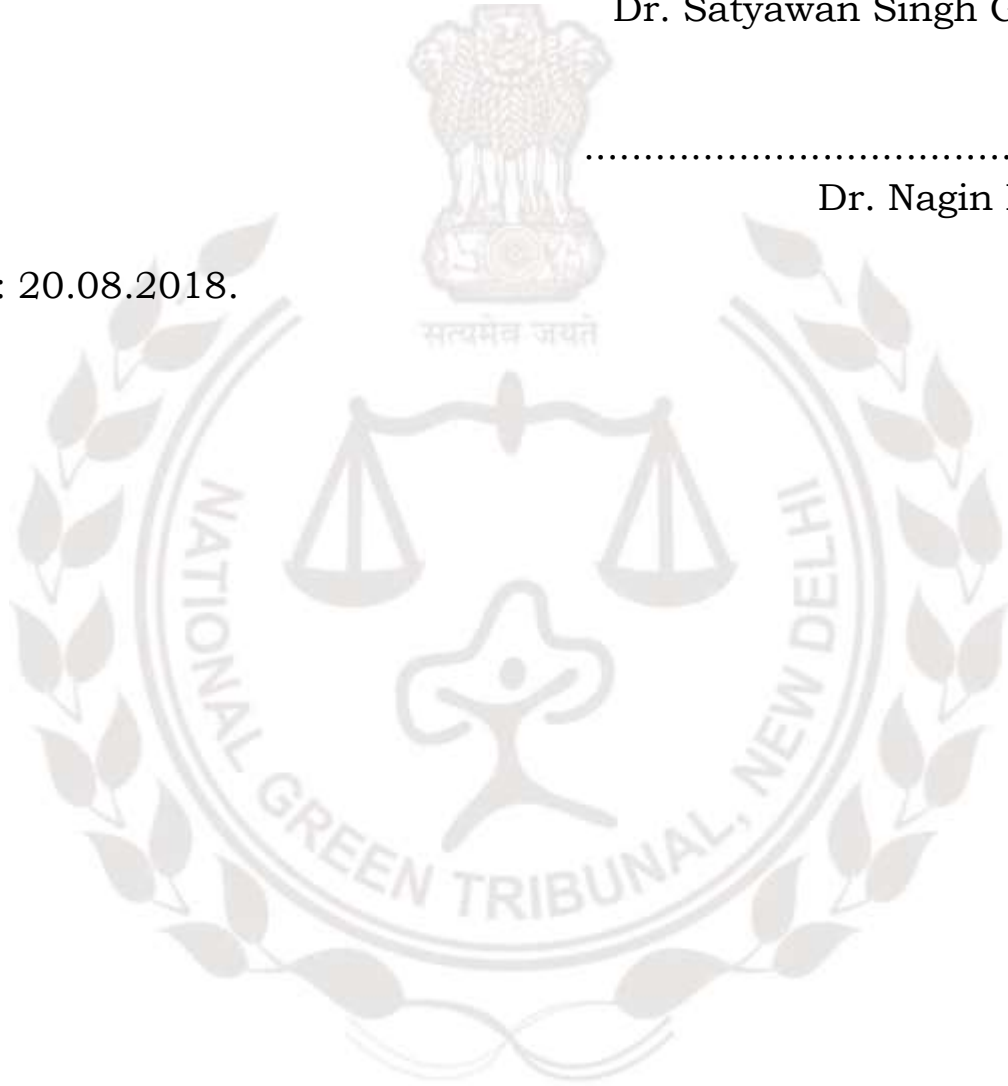 Dr. Satyawan Singh
....................................
Dr. Nagin
: 20.08.2018.
सत्यमेव जयते
NATIONAL GREEN TRIBUNAL, NEW DELHI